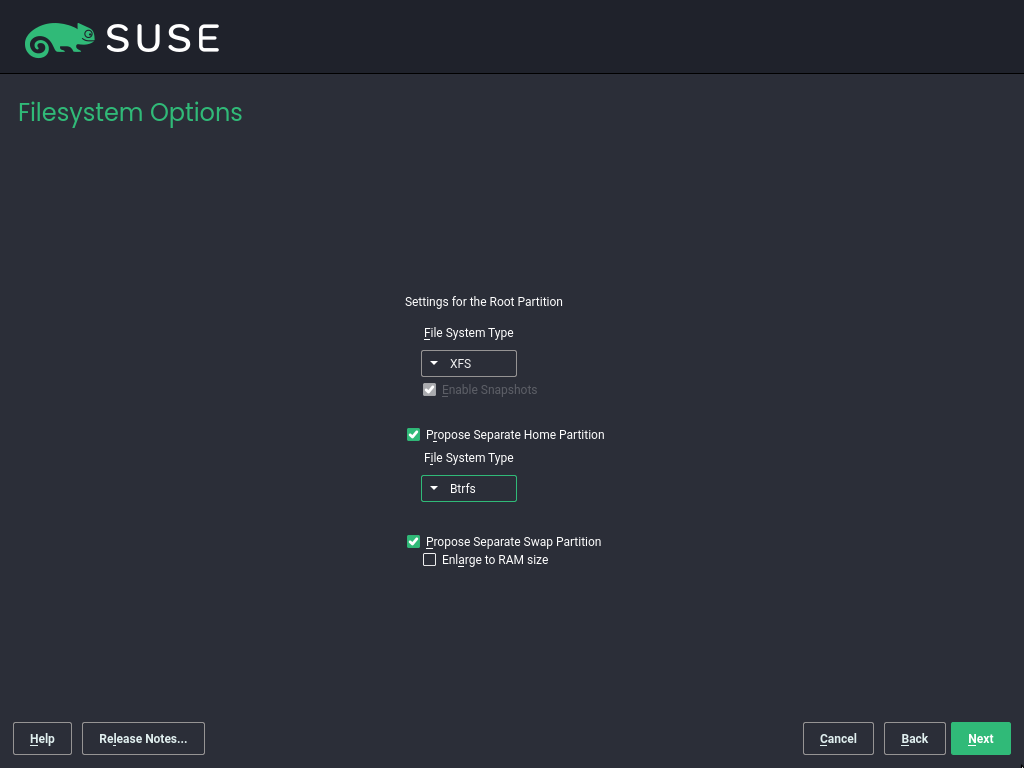 SUSE
Filesystem Options
Settings for the Root Partition
File System Type
XFS
Enable Snapshots
Propose Separate Home Partition
File System Type
Btrfs
Propose Separate Swap Partition
Enlarge to RAM size
Help Release Notes... Cancel Back Next